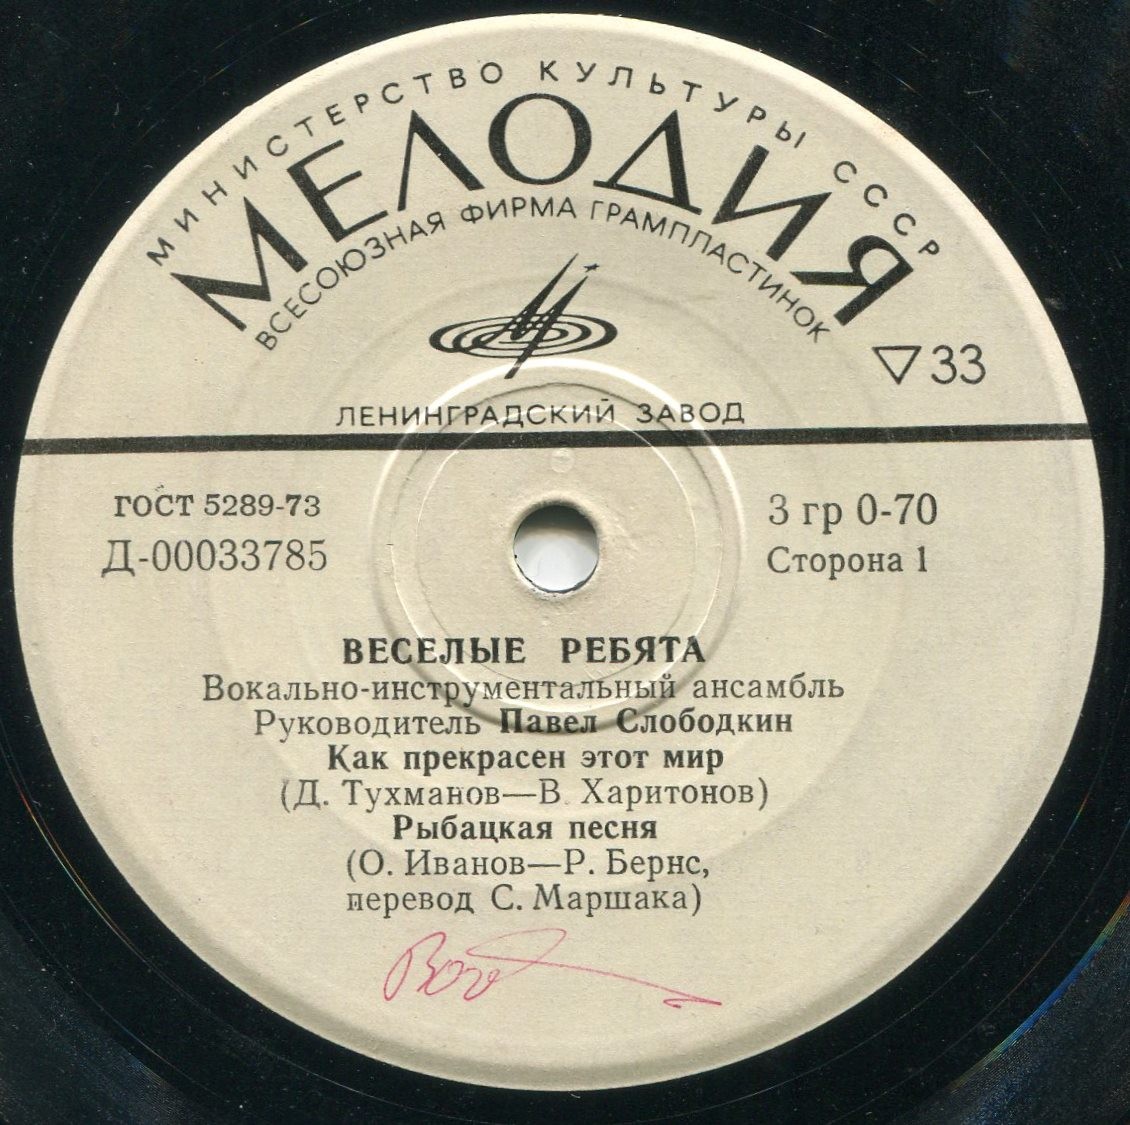 МИНИСТЕРСТВО КУЛЬТУРЫ СССР
МЕЛОДИЯ
ВСЕСОЮЗНАЯ ФИРМА ГРАМПЛАСТИНОК
33
ЛЕНИНГРАДСКИЙ ЗАВОД
ГОСТ 5289-73
3 гр 0-70
Д-00033785
Сторона 1
ВЕСЕЛЫЕ РЕБЯТА
Вокально-инструментальный ансамбль
Руководитель Павел Слободкин
Как прекрасен этот мир
(Д. Тухманов—В. Харитонов)
Рыбацкая песня
(О. Иванов—Р. Бернс,
перевод С. Маршака)